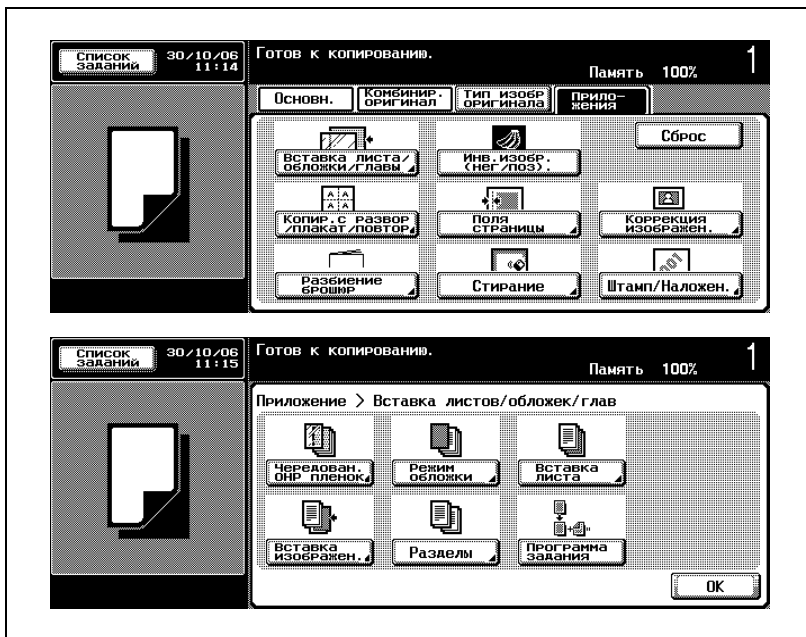 Список
заданий
30/10/06
11:14
Готов к копированию.
Память 100%
1
Основн.
Комбинир.
оригинал
Тип изобр
оригинала
Прило-
жения
Сброс
Вставка листа/
обложки/главы
Инв.изобр.
(нег/поз).
Копир.с развор
/плакат/повтор
Поля
страницы
Коррекция
изображен.
Разбиение
брошюр
Стирание
Штамп/Наложен.
Список
заданий
30/10/06
11:15
Готов к копированию.
Память 100%
1
Приложение > Вставка листов/обложек/глав
Чередован.
OHP пленок
Режим
обложки
Вставка
листа
Вставка
изображен.
Разделы
Программа
задания
OK